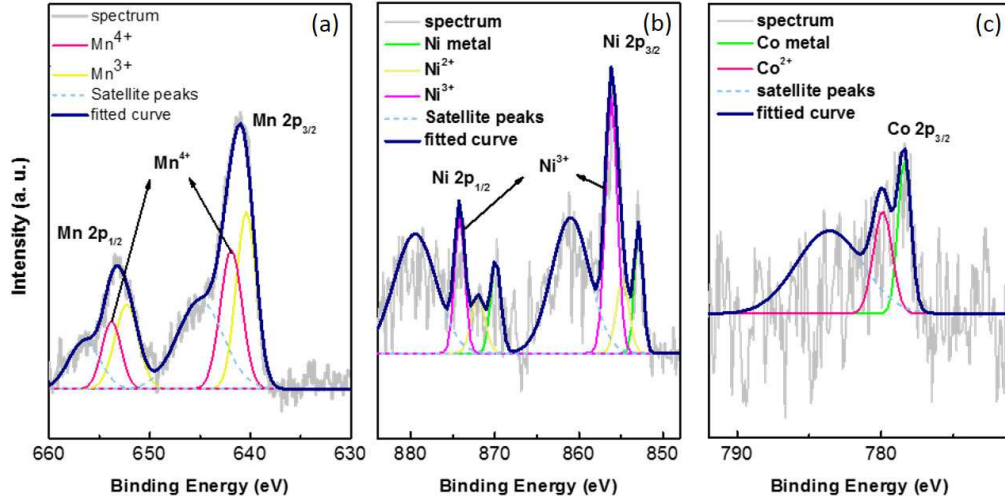 (a)
spectrum
Mn4+
Mn3+
Satellite peaks
fitted curve
Mn 2p3/2
Mn4+
Mn 2p1/2
Intensity (a. u.)
660 650 640 630
Binding Energy (eV)
(b)
spectrum
Ni metal
Ni2+
Ni3+
Satellite peaks
fitted curve
Ni 2p3/2
Ni 2p1/2
Ni3+
880 870 860 850
Binding Energy (eV)
(c)
spectrum
Co metal
Co2+
satellite peaks
fittied curve
Co 2p3/2
790 780
Binding Energy (eV)